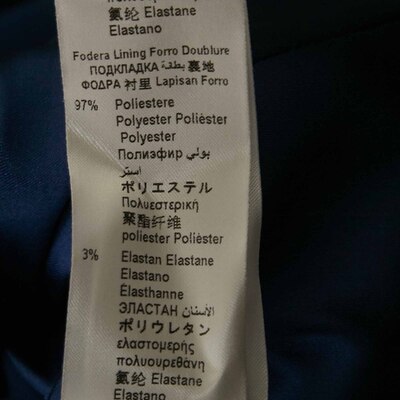 氨纶 Elastane
Elastano
Fodera Lining Forro Doublure
ПОДКЛАДКА بطانة 裏地
ФОДРА 衬里 Lapisan Forro
97% Poliestere
Polyester Polièster
Polyester
Полиэфир بولي
استر
ポリエステル
Πολυεστερική
聚酯纤维
poliester Polièster
3% Elastan Elastane
Elastano
Élasthanne
ЭЛАСТАН الأستان
ポリウレタン
ελαστομερής
πολυουρεθάνη
氨纶 Elastane
Elastano